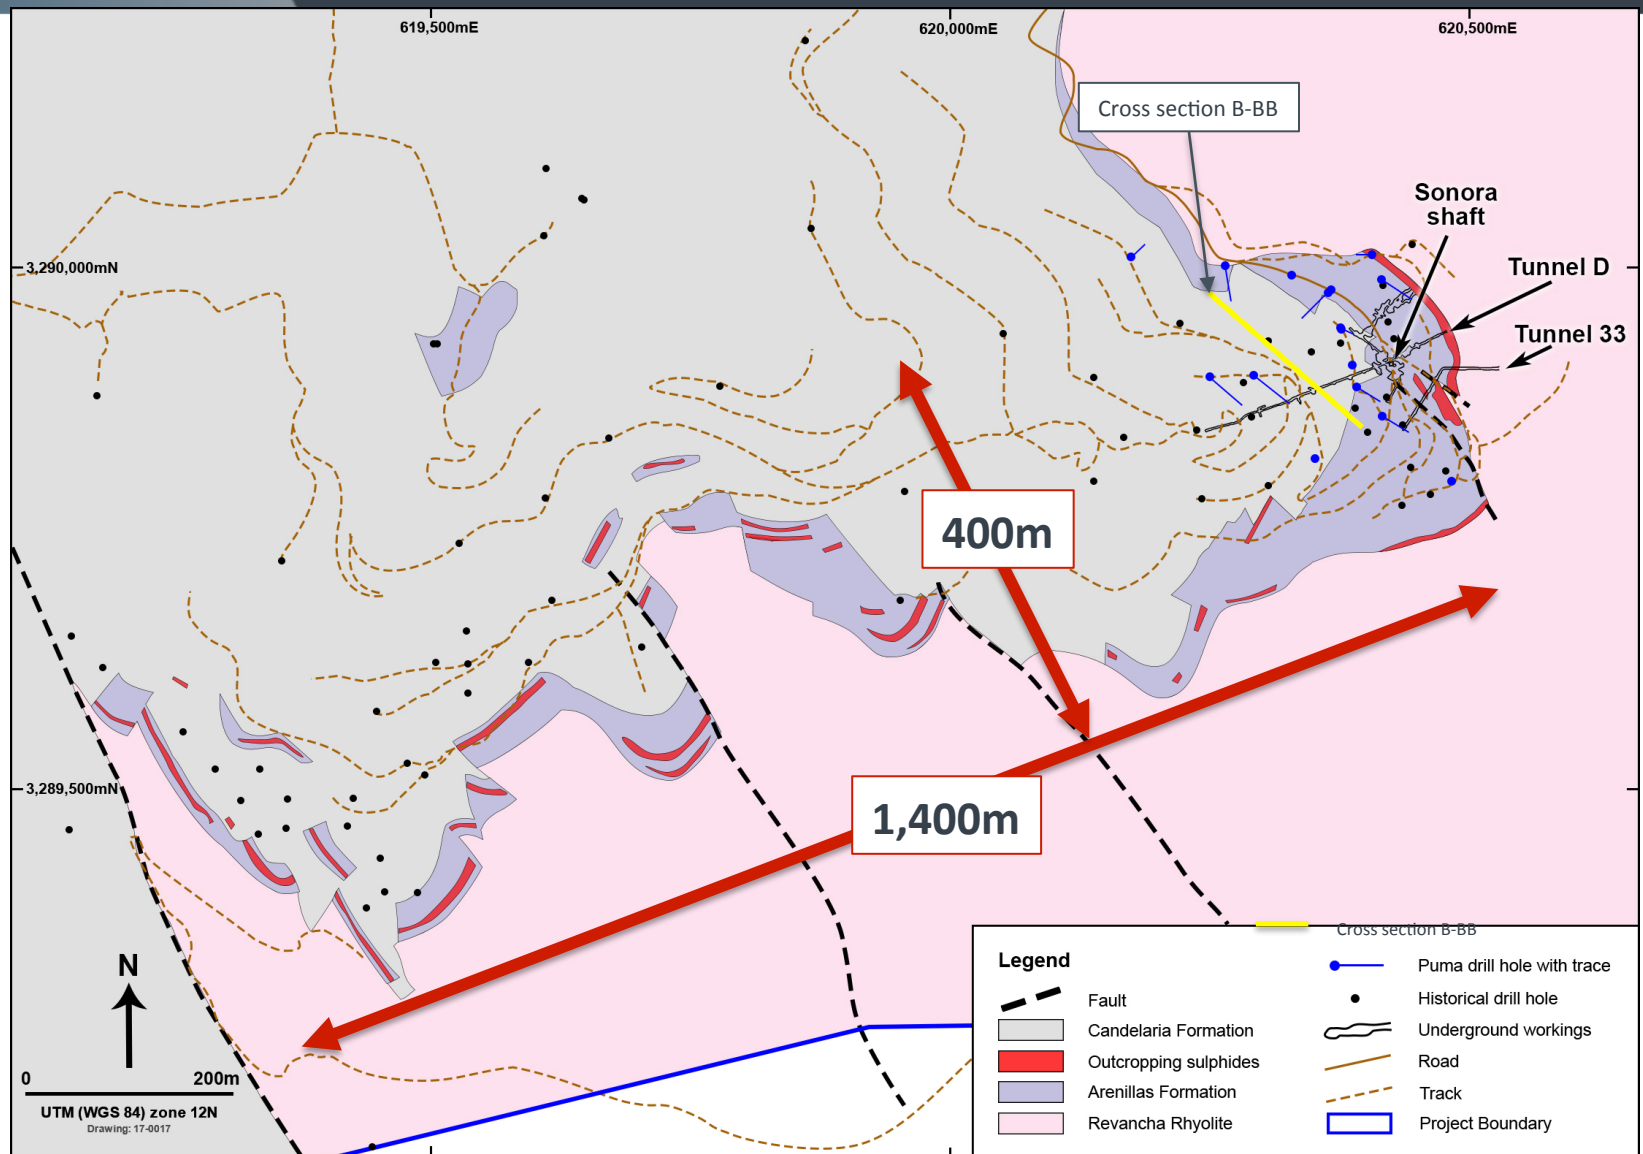 619,500mE
620,000mE
620,500mE
Cross section B-BB
Sonora
shaft
Tunnel D
3,290,000mN
Tunnel 33
400m
3,289,500mN
1,400m
N
0 200m
UTM (WGS 84) zone 12N
Drawing: 17-0017
Cross section B-BB
Legend
Fault
Candelaria Formation
Outcropping sulphides
Arenillas Formation
Revancha Rhyolite
Puma drill hole with trace
Historical drill hole
Underground workings
Road
Track
Project Boundary